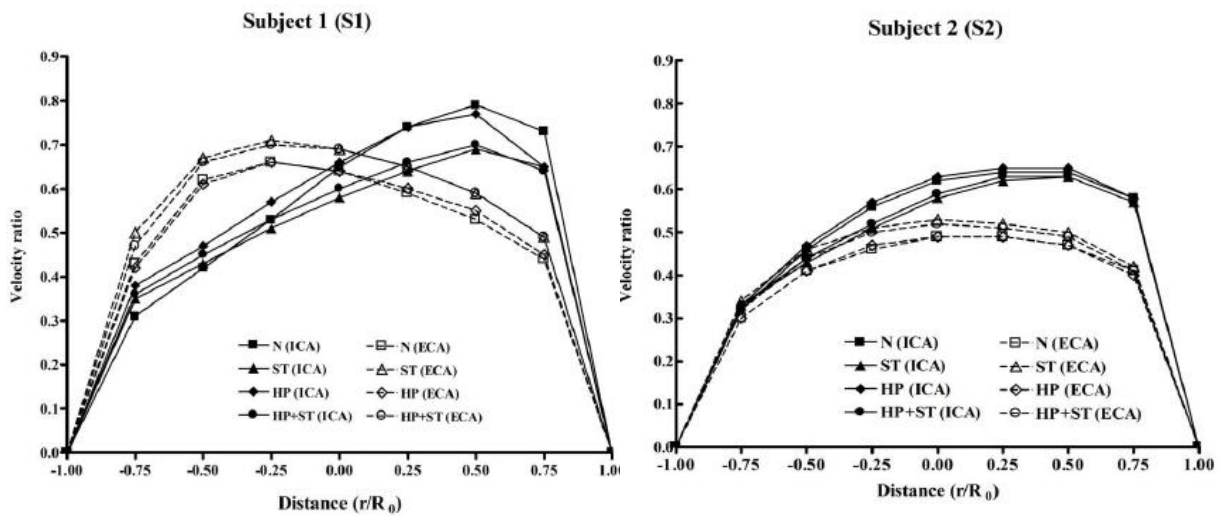 Subject 1 (S1)
0.9
0.8
0.7
0.6
0.5
0.4
0.3
0.2
0.1
0.0
Velocity ratio
N (ICA)
N (ECA)
ST (ICA)
ST (ECA)
HP (ICA)
HP (ECA)
HP+ST (ICA)
HP+ST (ECA)
-1.00 -0.75 -0.50 -0.25 0.00 0.25 0.50 0.75 1.00
Distance (r/R₀)
Subject 2 (S2)
0.9
0.8
0.7
0.6
0.5
0.4
0.3
0.2
0.1
0.0
Velocity ratio
N (ICA)
N (ECA)
ST (ICA)
ST (ECA)
HP (ICA)
HP (ECA)
HP+ST (ICA)
HP+ST (ECA)
-1.00 -0.75 -0.50 -0.25 0.00 0.25 0.50 0.75 1.00
Distance (r/R₀)